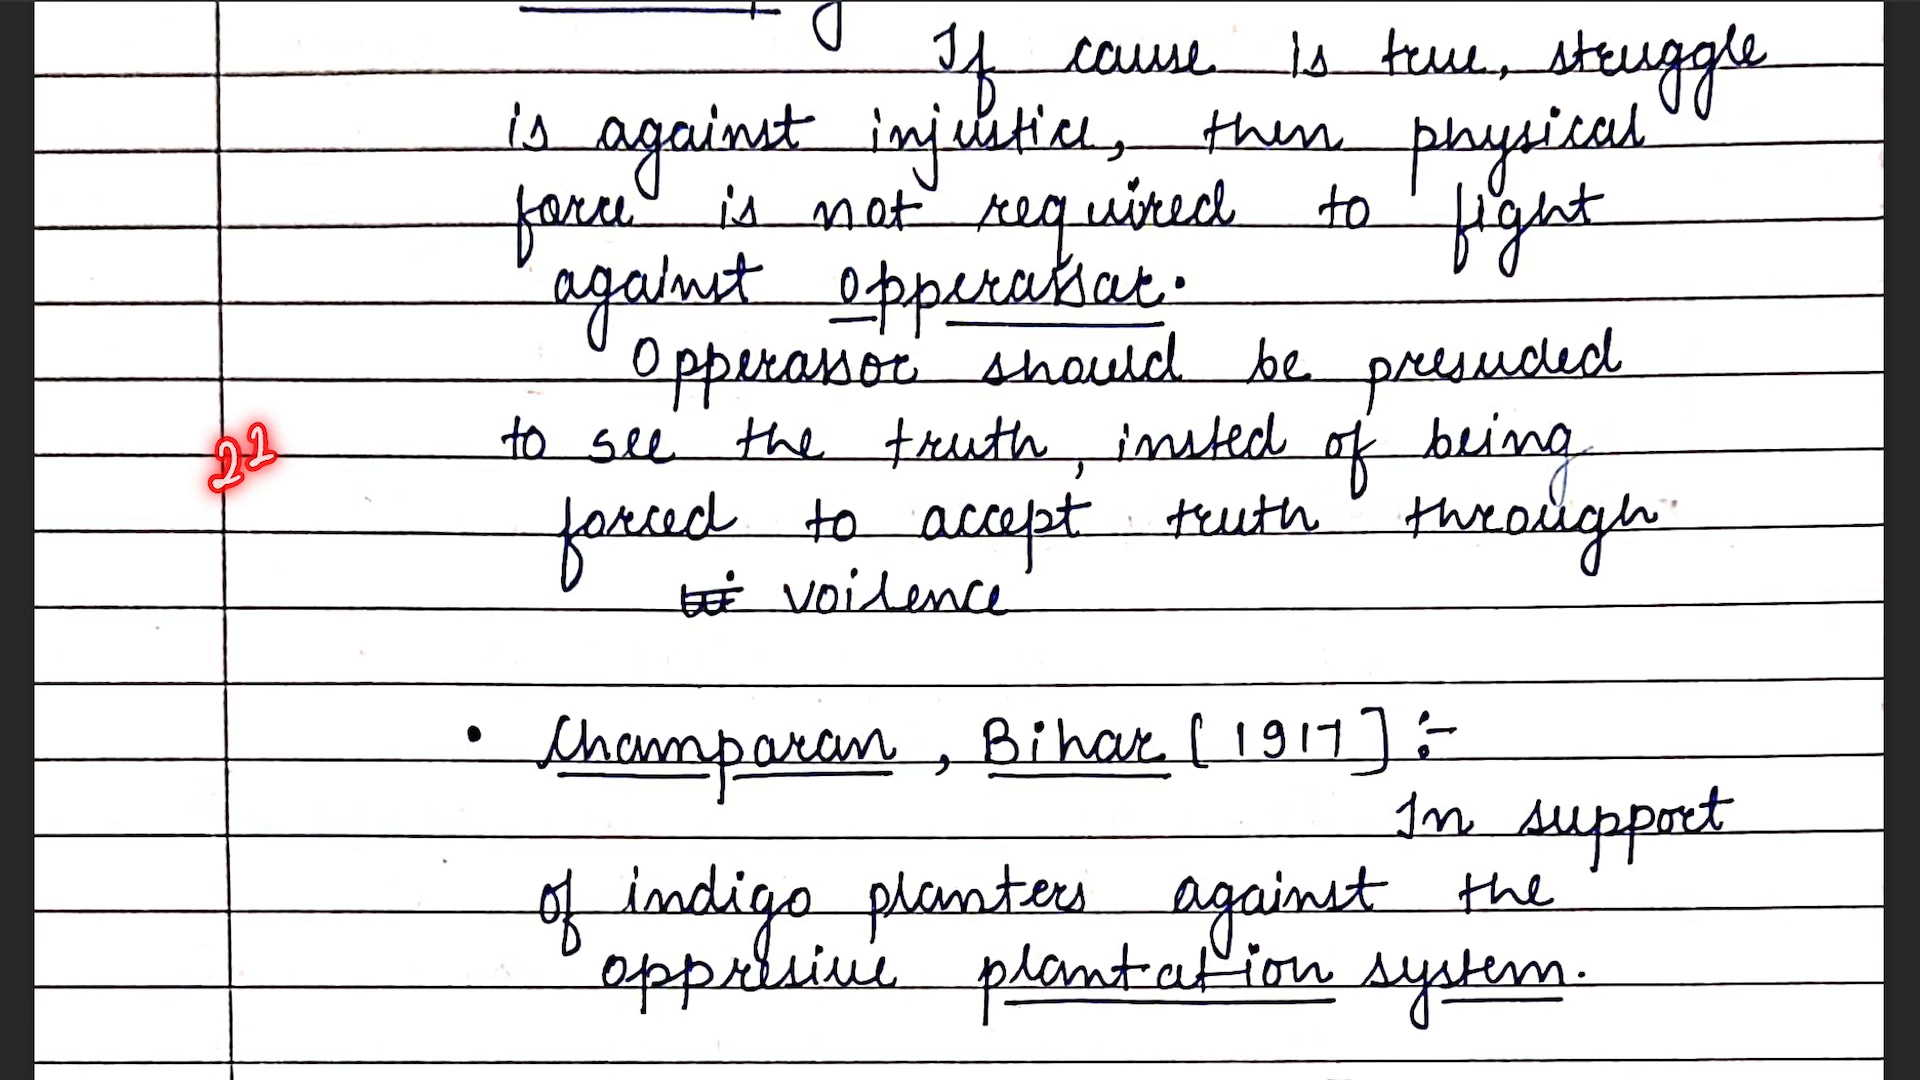 If cause is true, struggle
is against injustice, then physical
force is not required to fight
against opperassar.
Opperassor should be presuded
22 to see the truth, insted of being
forced to accept truth through
voilence
• Champaran, Bihar [1917] :-
In support
of indigo planters against the
oppresive plantation system.